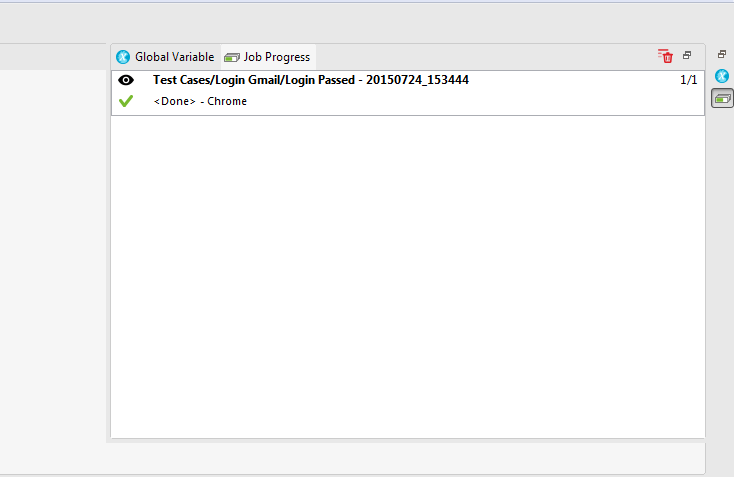 Global Variable Job Progress
Test Cases/Login Gmail/Login Passed - 20150724_153444 1/1
<Done> - Chrome